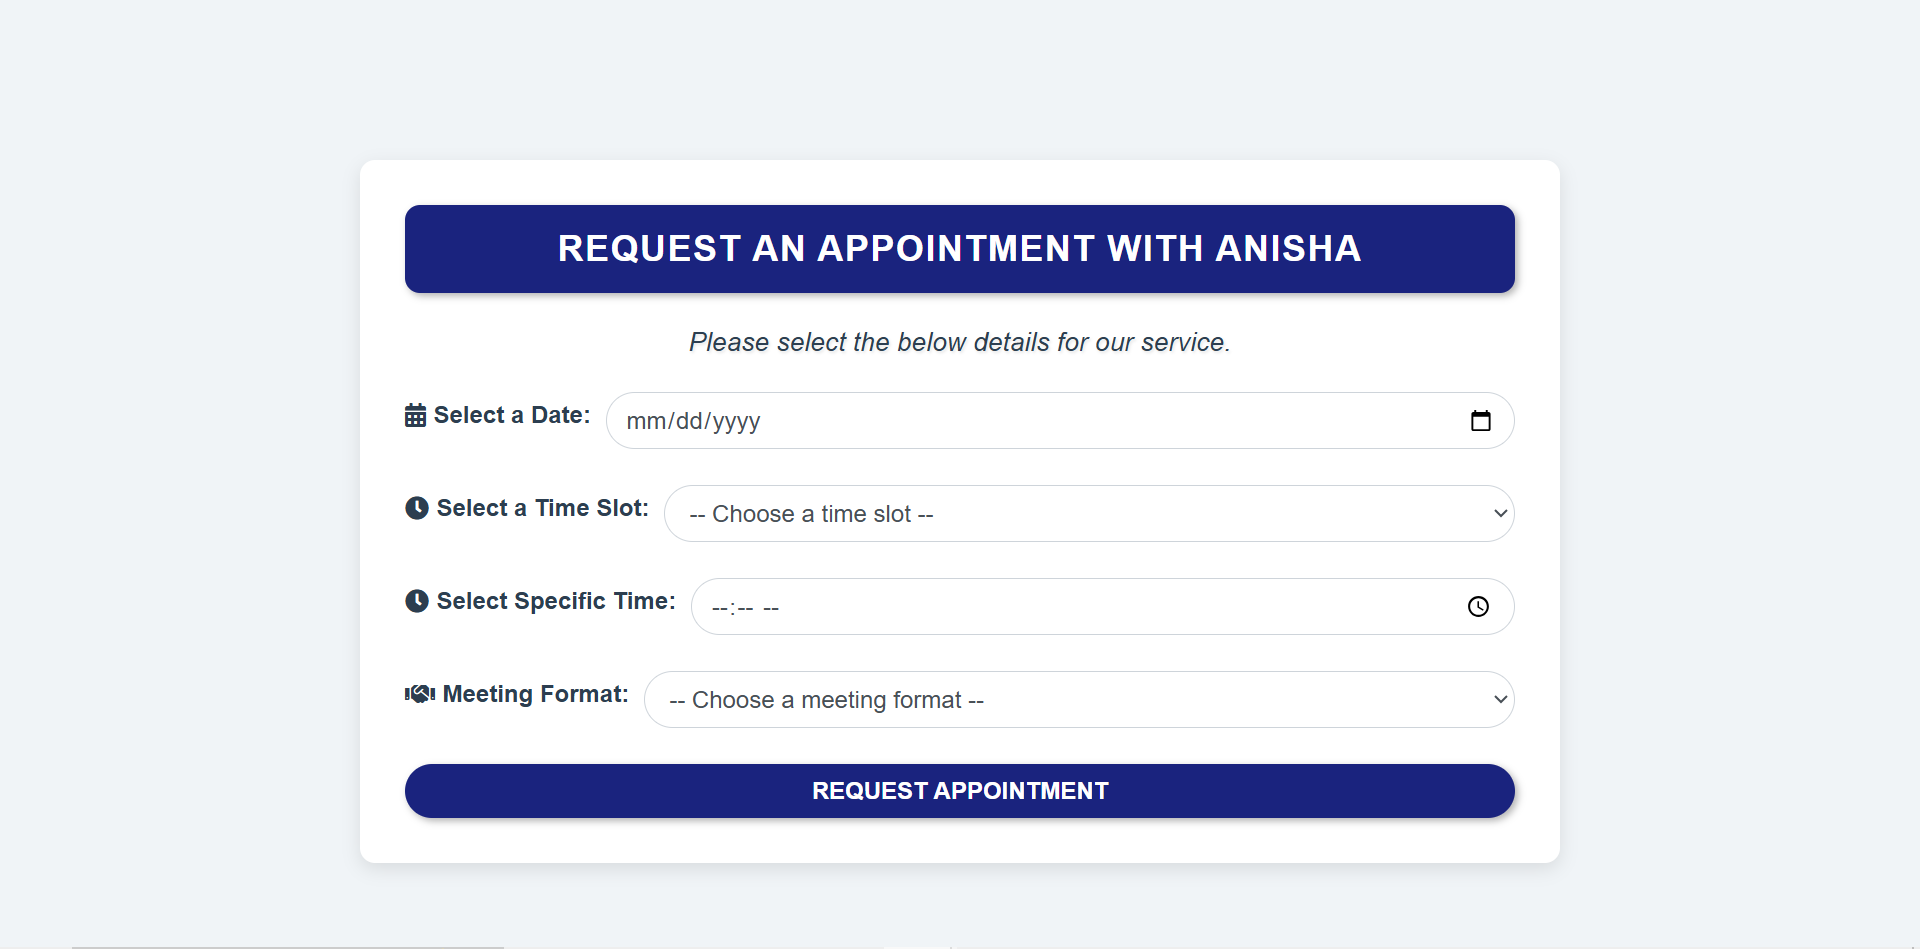 REQUEST AN APPOINTMENT WITH ANISHA
Please select the below details for our service.
Select a Date: mm/dd/yyyy
Select a Time Slot: -- Choose a time slot --
Select Specific Time: --:-- --
Meeting Format: -- Choose a meeting format --
REQUEST APPOINTMENT